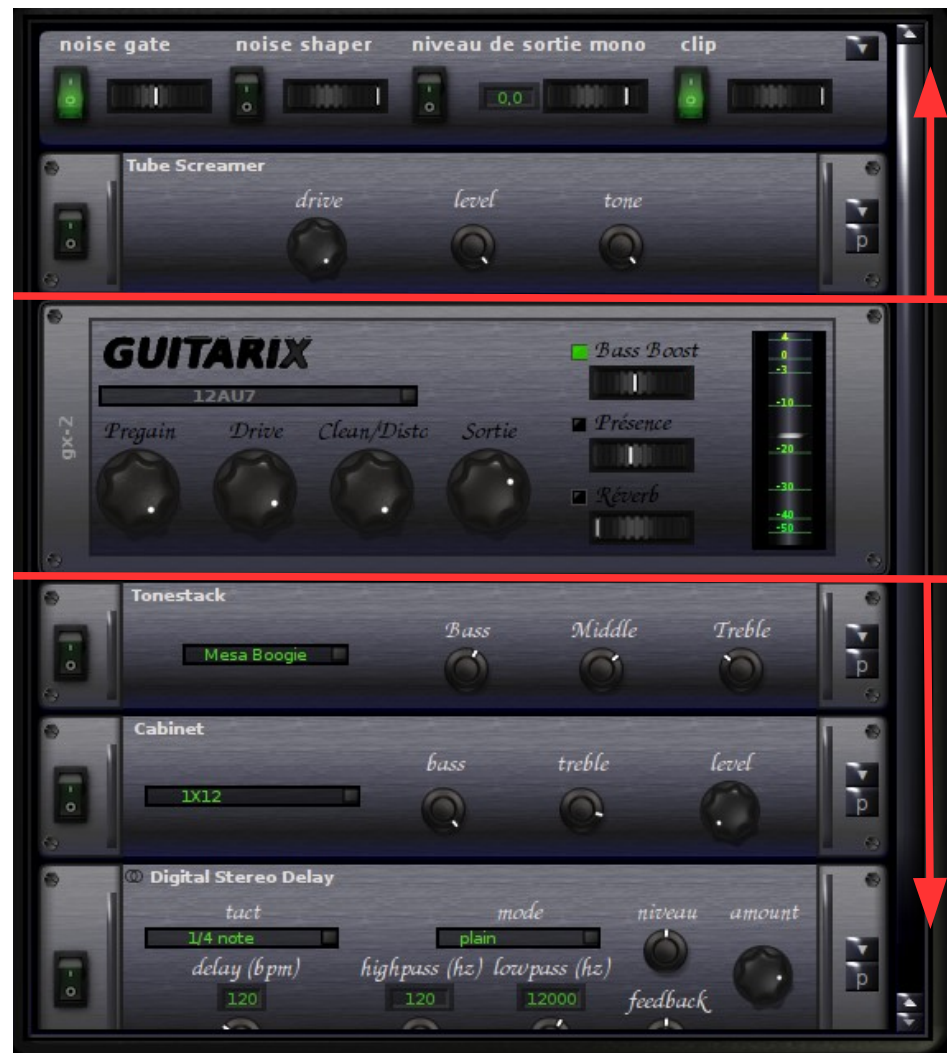 noise gate noise shaper niveau de sortie mono clip
0,0
Tube Screamer
drive level tone
p
GUITARIX
12AU7
gx-2
Pregain Drive Clean/Disto Sortie
Bass Boost
Présence
Réverb
4
0
-3
-10
-20
-30
-40
-50
Tonestack
Bass Middle Treble
Mesa Boogie
p
Cabinet
bass treble level
1X12
p
Digital Stereo Delay
tact mode niveau amount
1/4 note plain
delay (bpm) highpass (hz) lowpass (hz)
p
120 120 12000
feedback